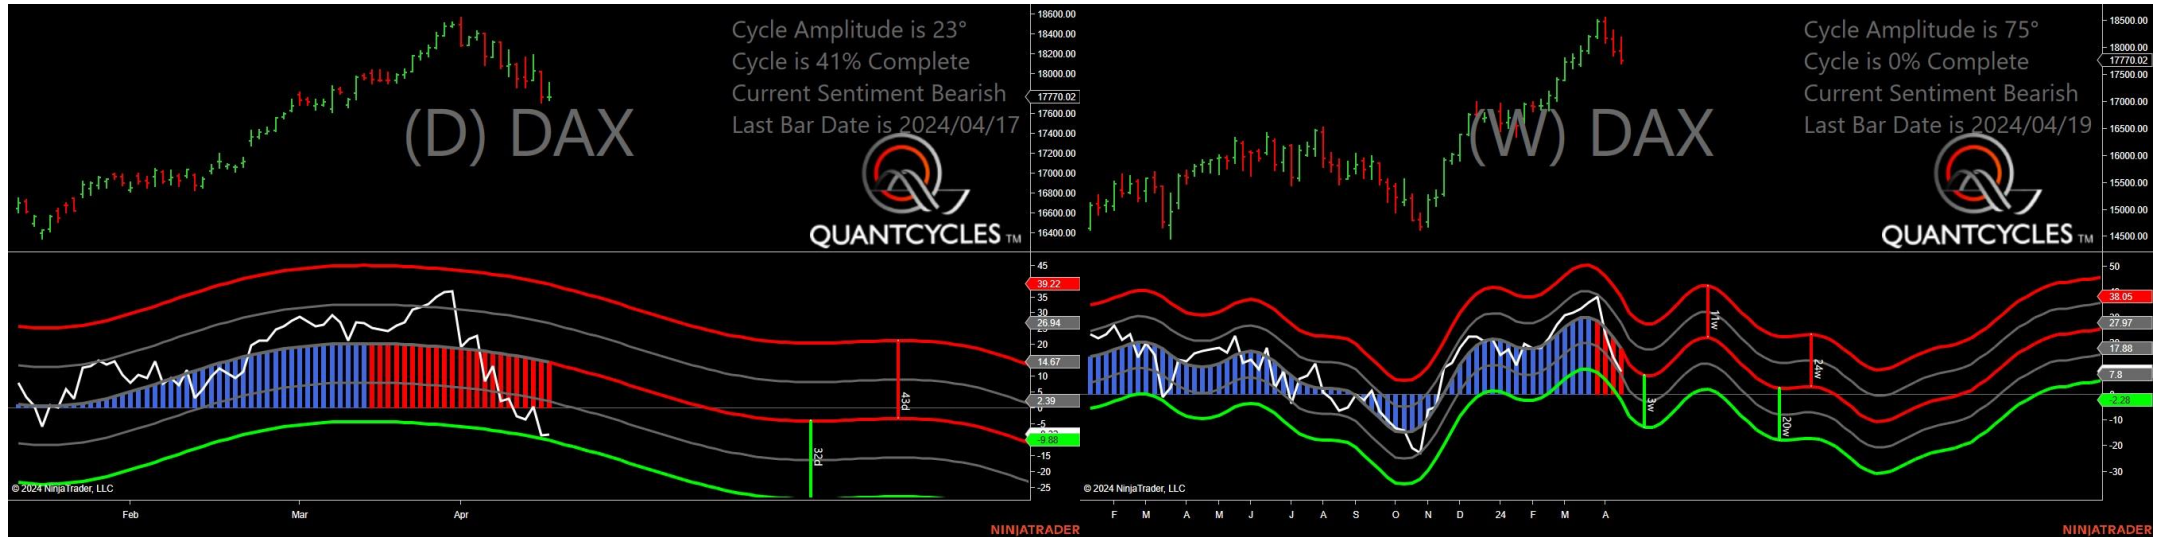 Cycle Amplitude is 23°
Cycle is 41% Complete
Current Sentiment Bearish
Last Bar Date is 2024/04/17
(D) DAX
QUANTCYCLES TM
18600.00
18400.00
18200.00
18000.00
17770.02
17600.00
17400.00
17200.00
17000.00
16800.00
16600.00
16400.00
45
39.22
35
30
26.94
20
14.67
10
2.39
-5
-9.88
-15
-20
-25
43d
32d
© 2024 NinjaTrader, LLC
Feb Mar Apr
NINJATRADER
Cycle Amplitude is 75°
Cycle is 0% Complete
Current Sentiment Bearish
Last Bar Date is 2024/04/19
(W) DAX
QUANTCYCLES TM
18500.00
18000.00
17770.02
17500.00
17000.00
16500.00
16000.00
15500.00
15000.00
14500.00
50
38.05
27.97
17.88
7.8
-2.28
-10
-20
-30
11w
24w
3w
20w
© 2024 NinjaTrader, LLC
F M A M J J A S O N D 24 F M A
NINJATRADER